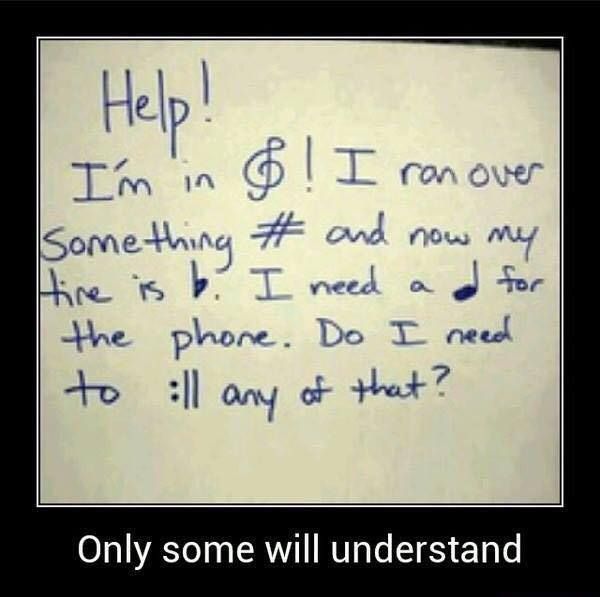 Help!
I'm in 𝄞! I ran over
Something # and now my
tire is ♭. I need a ♩ for
the phone. Do I need
to :|| any of that?
Only some will understand